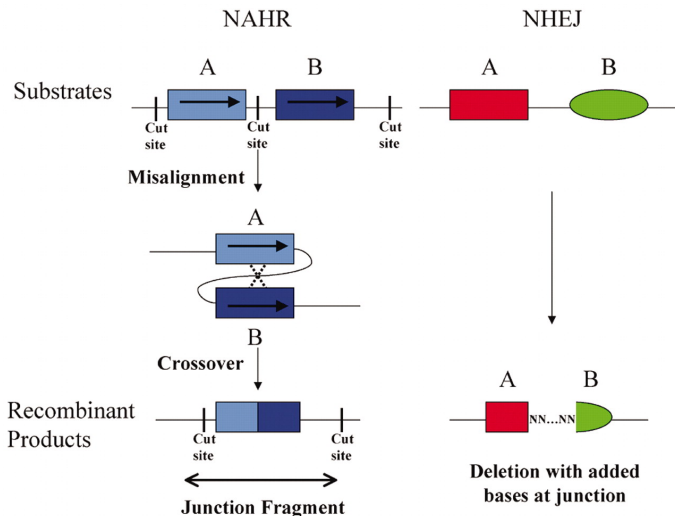 NAHR
NHEJ
A
B
A
B
Substrates
Cut
site
Cut
site
Cut
site
Misalignment
A
B
Crossover
A
B
Recombinant
Products
NN...NN
Cut
site
Cut
site
Junction Fragment
Deletion with added
bases at junction